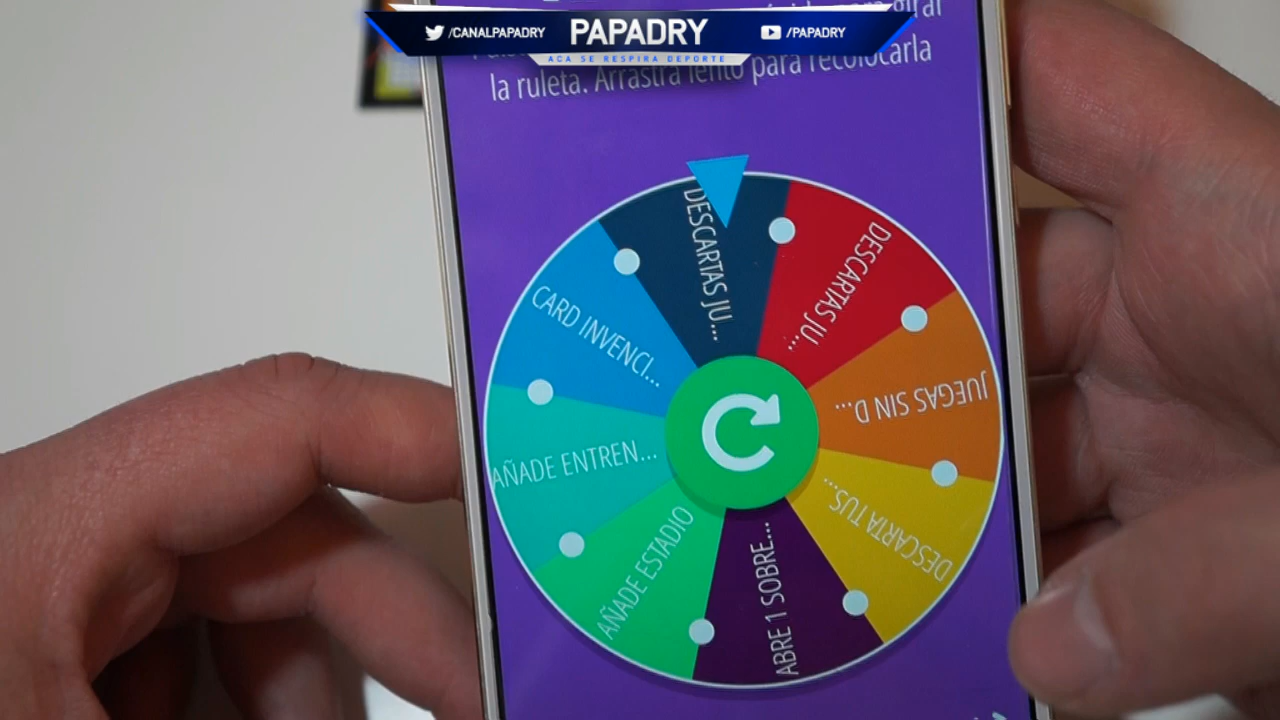 /CANALPAPADRY
PAPADRY
/PAPADRY
ACA SE RESPIRA DEPORTE
girar
la ruleta. Arrastra lento para recolocarla
DESCARTAS JU...
DESCARTAS JU...
JUEGAS SIN D...
DESCARTA TUS...
ABRE 1 SOBRE...
AÑADE ESTADIO
AÑADE ENTREN...
CARD INVENCI...